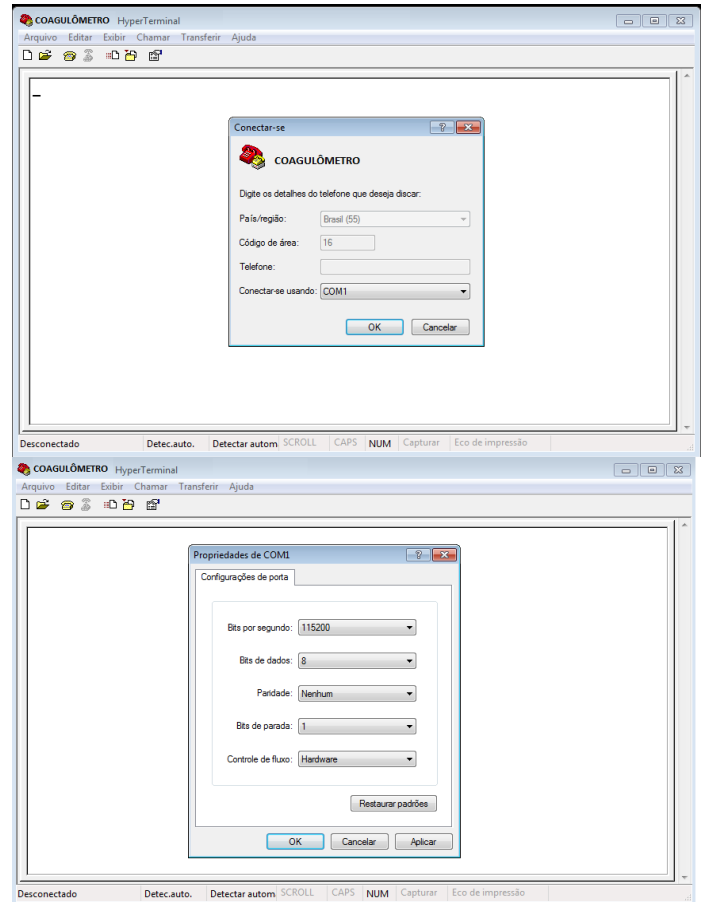 COAGULÔMETRO HyperTerminal
Arquivo Editar Exibir Chamar Transferir Ajuda
Conectar-se
COAGULÔMETRO
Digite os detalhes do telefone que deseja discar:
País/região: Brasil (55)
Código de área: 16
Telefone:
Conectar-se usando: COM1
OK Cancelar
Desconectado Detec.auto. Detectar autom SCROLL CAPS NUM Capturar Eco de impressão
COAGULÔMETRO HyperTerminal
Arquivo Editar Exibir Chamar Transferir Ajuda
Propriedades de COM1
Configurações de porta
Bits por segundo: 115200
Bits de dados: 8
Paridade: Nenhum
Bits de parada: 1
Controle de fluxo: Hardware
Restaurar padrões
OK Cancelar Aplicar
Desconectado Detec.auto. Detectar autom SCROLL CAPS NUM Capturar Eco de impressão